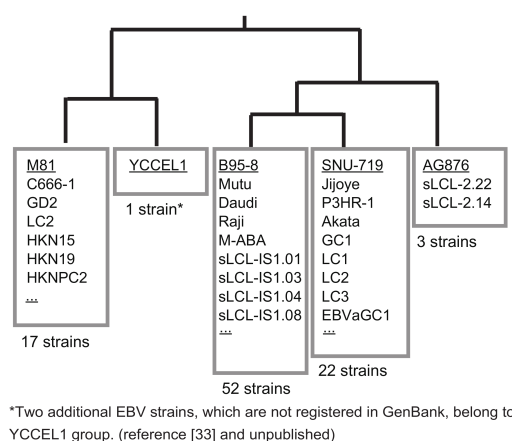 M81
C666-1
GD2
LC2
HKN15
HKN19
HKNPC2
...
17 strains
YCCEL1
1 strain*
B95-8
Mutu
Daudi
Raji
M-ABA
sLCL-IS1.01
sLCL-IS1.03
sLCL-IS1.04
sLCL-IS1.08
...
52 strains
SNU-719
Jijoye
P3HR-1
Akata
GC1
LC1
LC2
LC3
EBVaGC1
...
22 strains
AG876
sLCL-2.22
sLCL-2.14
3 strains
*Two additional EBV strains, which are not registered in GenBank, belong to
YCCEL1 group. (reference [33] and unpublished)